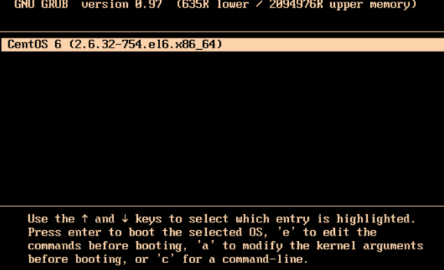 GNU GRUB version 0.97 (635K lower / 2094976K upper memory)
CentOS 6 (2.6.32-754.el6.x86_64)
Use the ↑ and ↓ keys to select which entry is highlighted.
Press enter to boot the selected OS, 'e' to edit the
commands before booting, 'a' to modify the kernel arguments
before booting, or 'c' for a command-line.